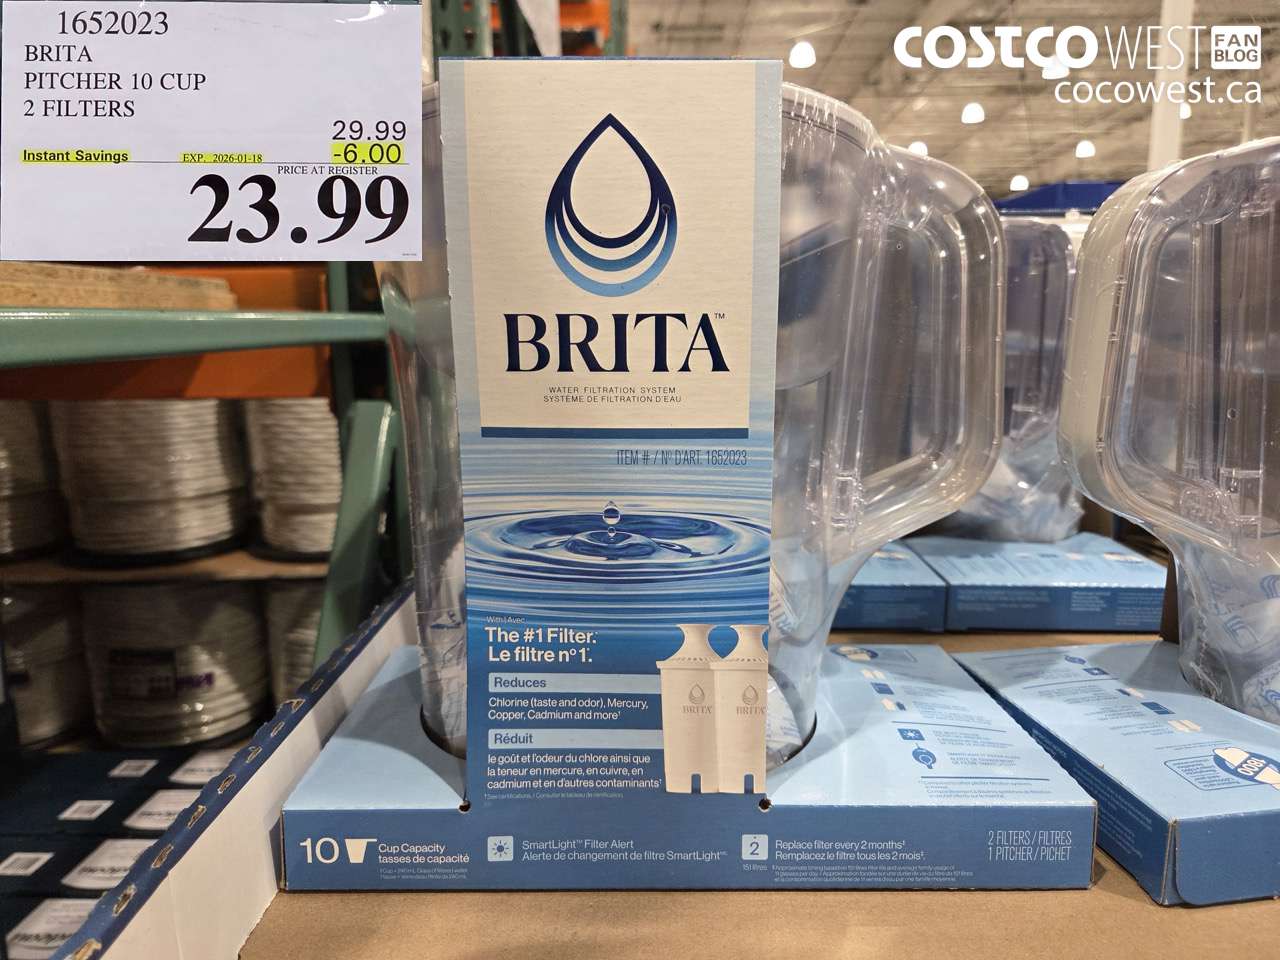 1652023
BRITA
PITCHER 10 CUP
2 FILTERS
29.99
Instant Savings EXP. 2026-01-18 -6.00
PRICE AT REGISTER
23.99
COSTCO WEST FAN BLOG
cocowest.ca
BRITA™
WATER FILTRATION SYSTEM
SYSTÈME DE FILTRATION D'EAU
ITEM # / Nº D'ART. 1652023
With | Avec
The #1 Filter.
Le filtre nº 1.
Reduces
Chlorine (taste and odor), Mercury,
Copper, Cadmium and more†
Réduit
le goût et l'odeur du chlore ainsi que
la teneur en mercure, en cuivre, en
cadmium et en d'autres contaminants†
BRITA BRITA
10 Cup Capacity
tasses de capacité
SmartLight™ Filter Alert
Alerte de changement de filtre SmartLight
2 Replace filter every 2 months‡
Remplacez le filtre tous les 2 mois‡.
151 litres
2 FILTERS / FILTRES
1 PITCHER / PICHET
1800